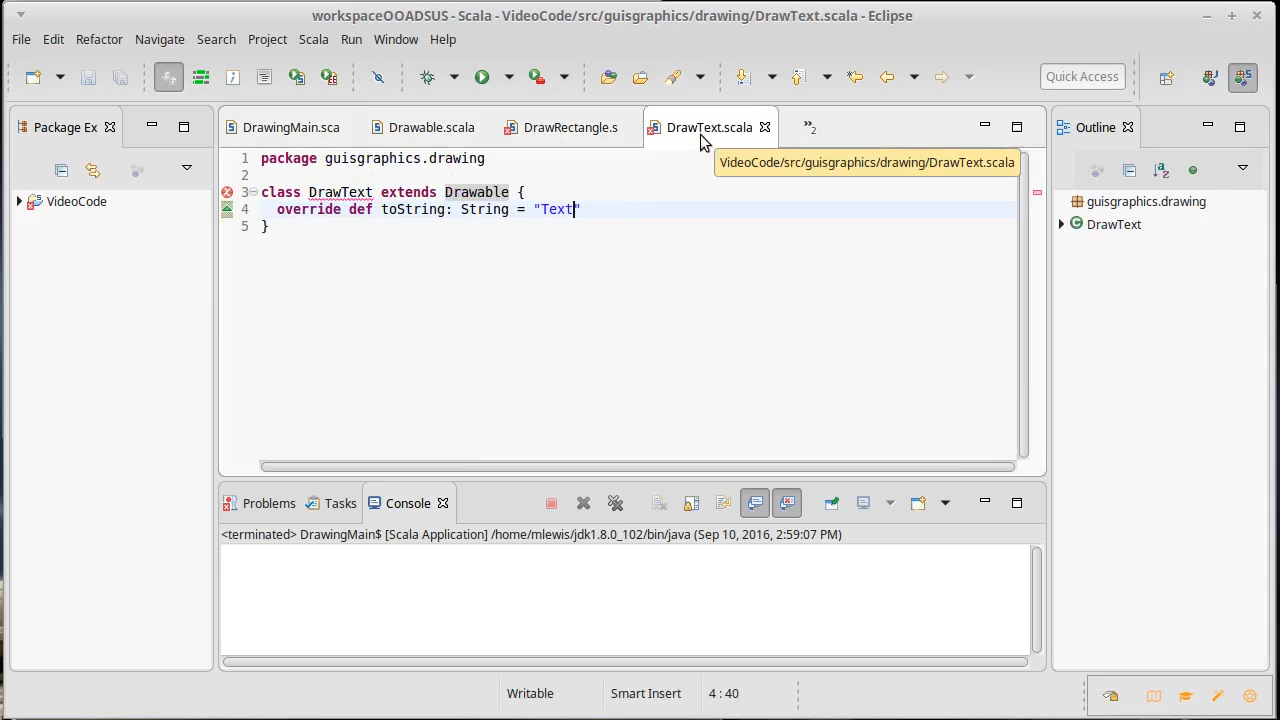 workspaceOOADSUS - Scala - VideoCode/src/guisgraphics/drawing/DrawText.scala - Eclipse
File Edit Refactor Navigate Search Project Scala Run Window Help
Quick Access
Package Ex
DrawingMain.sca
Drawable.scala
DrawRectangle.s
DrawText.scala
»2
Outline
VideoCode/src/guisgraphics/drawing/DrawText.scala
VideoCode
1 package guisgraphics.drawing
2
3 class DrawText extends Drawable {
4 override def toString: String = "Text"
5 }
guisgraphics.drawing
DrawText
Problems
Tasks
Console
<terminated> DrawingMain$ [Scala Application] /home/mlewis/jdk1.8.0_102/bin/java (Sep 10, 2016, 2:59:07 PM)
Writable
Smart Insert
4 : 40